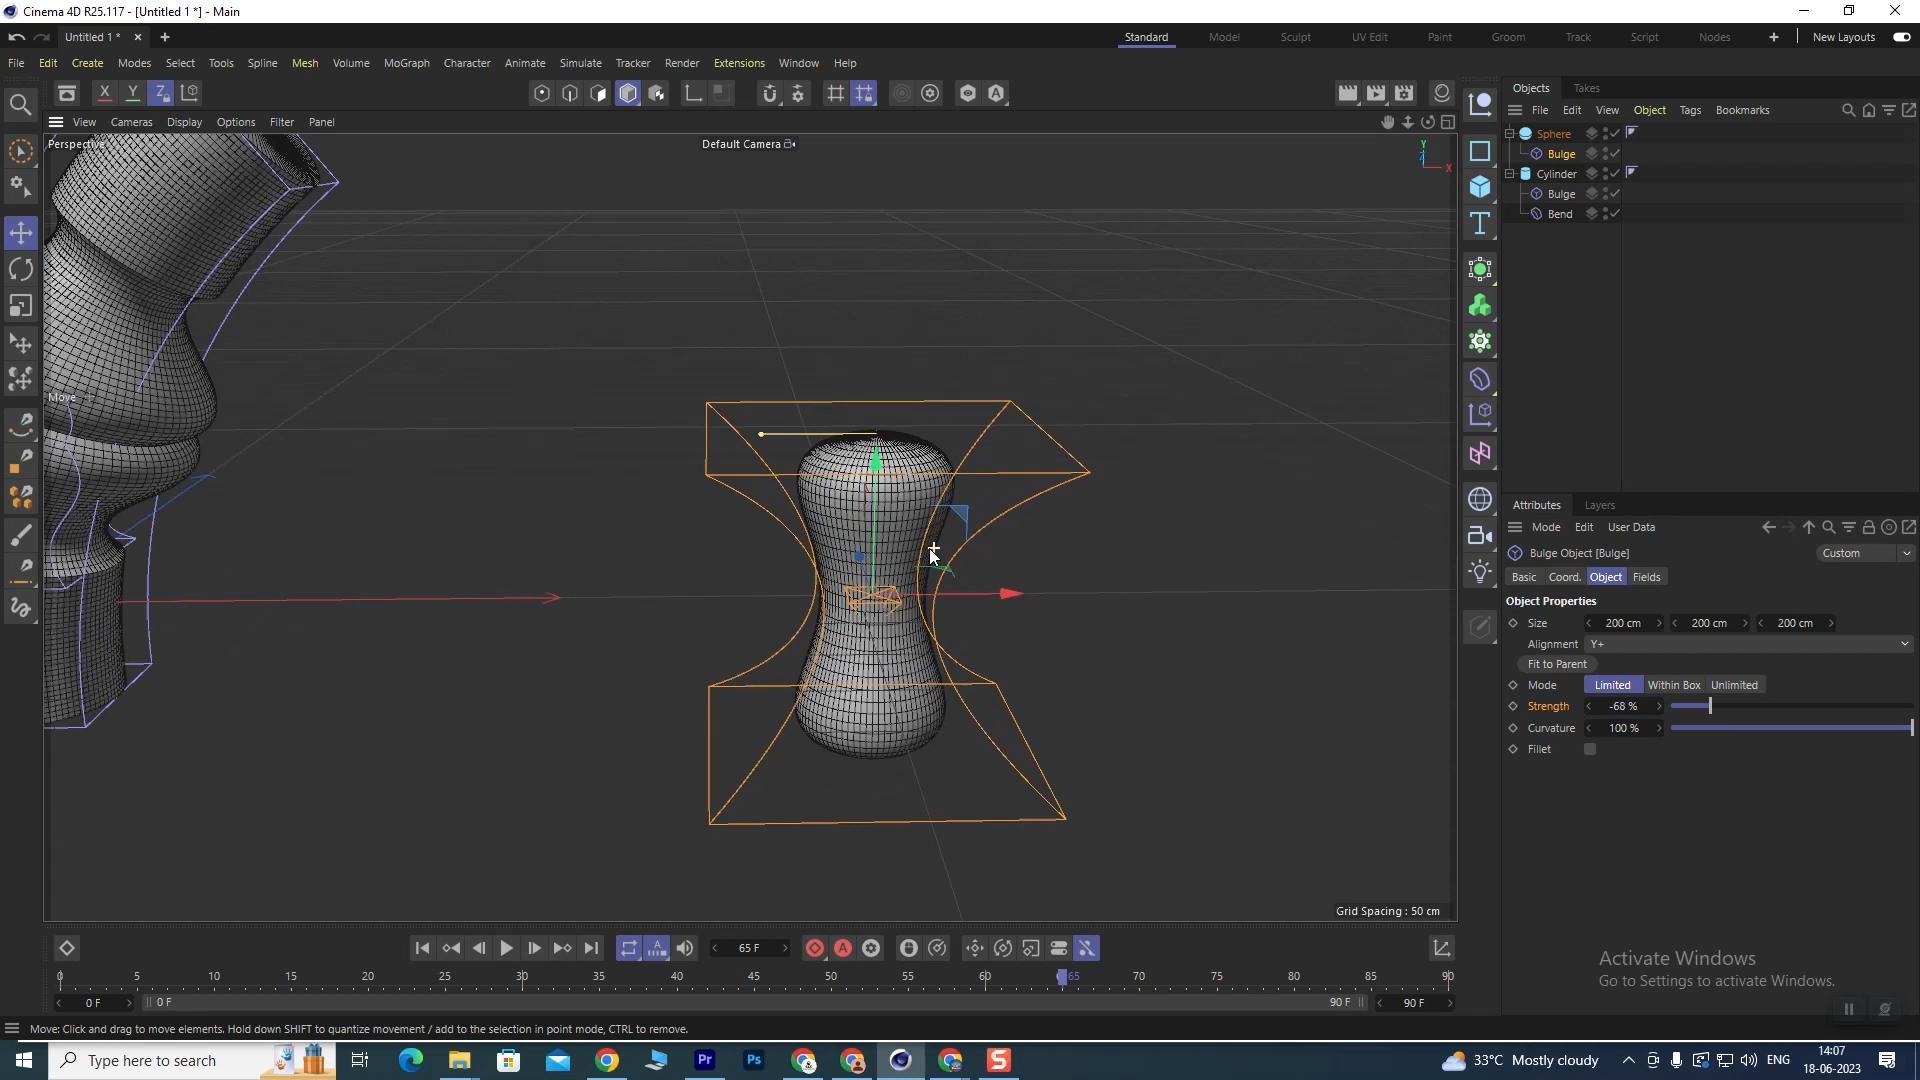 Cinema 4D R25.117 - [Untitled 1 *] - Main
Untitled 1 *
Standard Model Sculpt UV Edit Paint Groom Track Script Nodes New Layouts
File Edit Create Modes Select Tools Spline Mesh Volume MoGraph Character Animate Simulate Tracker Render Extensions Window Help
X Y Z
View Cameras Display Options Filter Panel
Perspective
Default Camera
Y
Z
X
Move
Grid Spacing : 50 cm
Objects Takes
File Edit View Object Tags Bookmarks
Sphere
Bulge
Cylinder
Bulge
Bend
Attributes Layers
Mode Edit User Data
Bulge Object [Bulge] Custom
Basic Coord. Object Fields
Object Properties
Size 200 cm 200 cm 200 cm
Alignment Y+
Fit to Parent
Mode Limited Within Box Unlimited
Strength -68 %
Curvature 100 %
Fillet
Activate Windows
Go to Settings to activate Windows.
65 F
0 5 10 15 20 25 30 35 40 45 50 55 60 65 70 75 80 85 90
0 F 0 F 90 F 90 F
Move: Click and drag to move elements. Hold down SHIFT to quantize movement / add to the selection in point mode, CTRL to remove.
Type here to search
Pr Ps S
33°C Mostly cloudy
ENG
14:07
18-06-2023